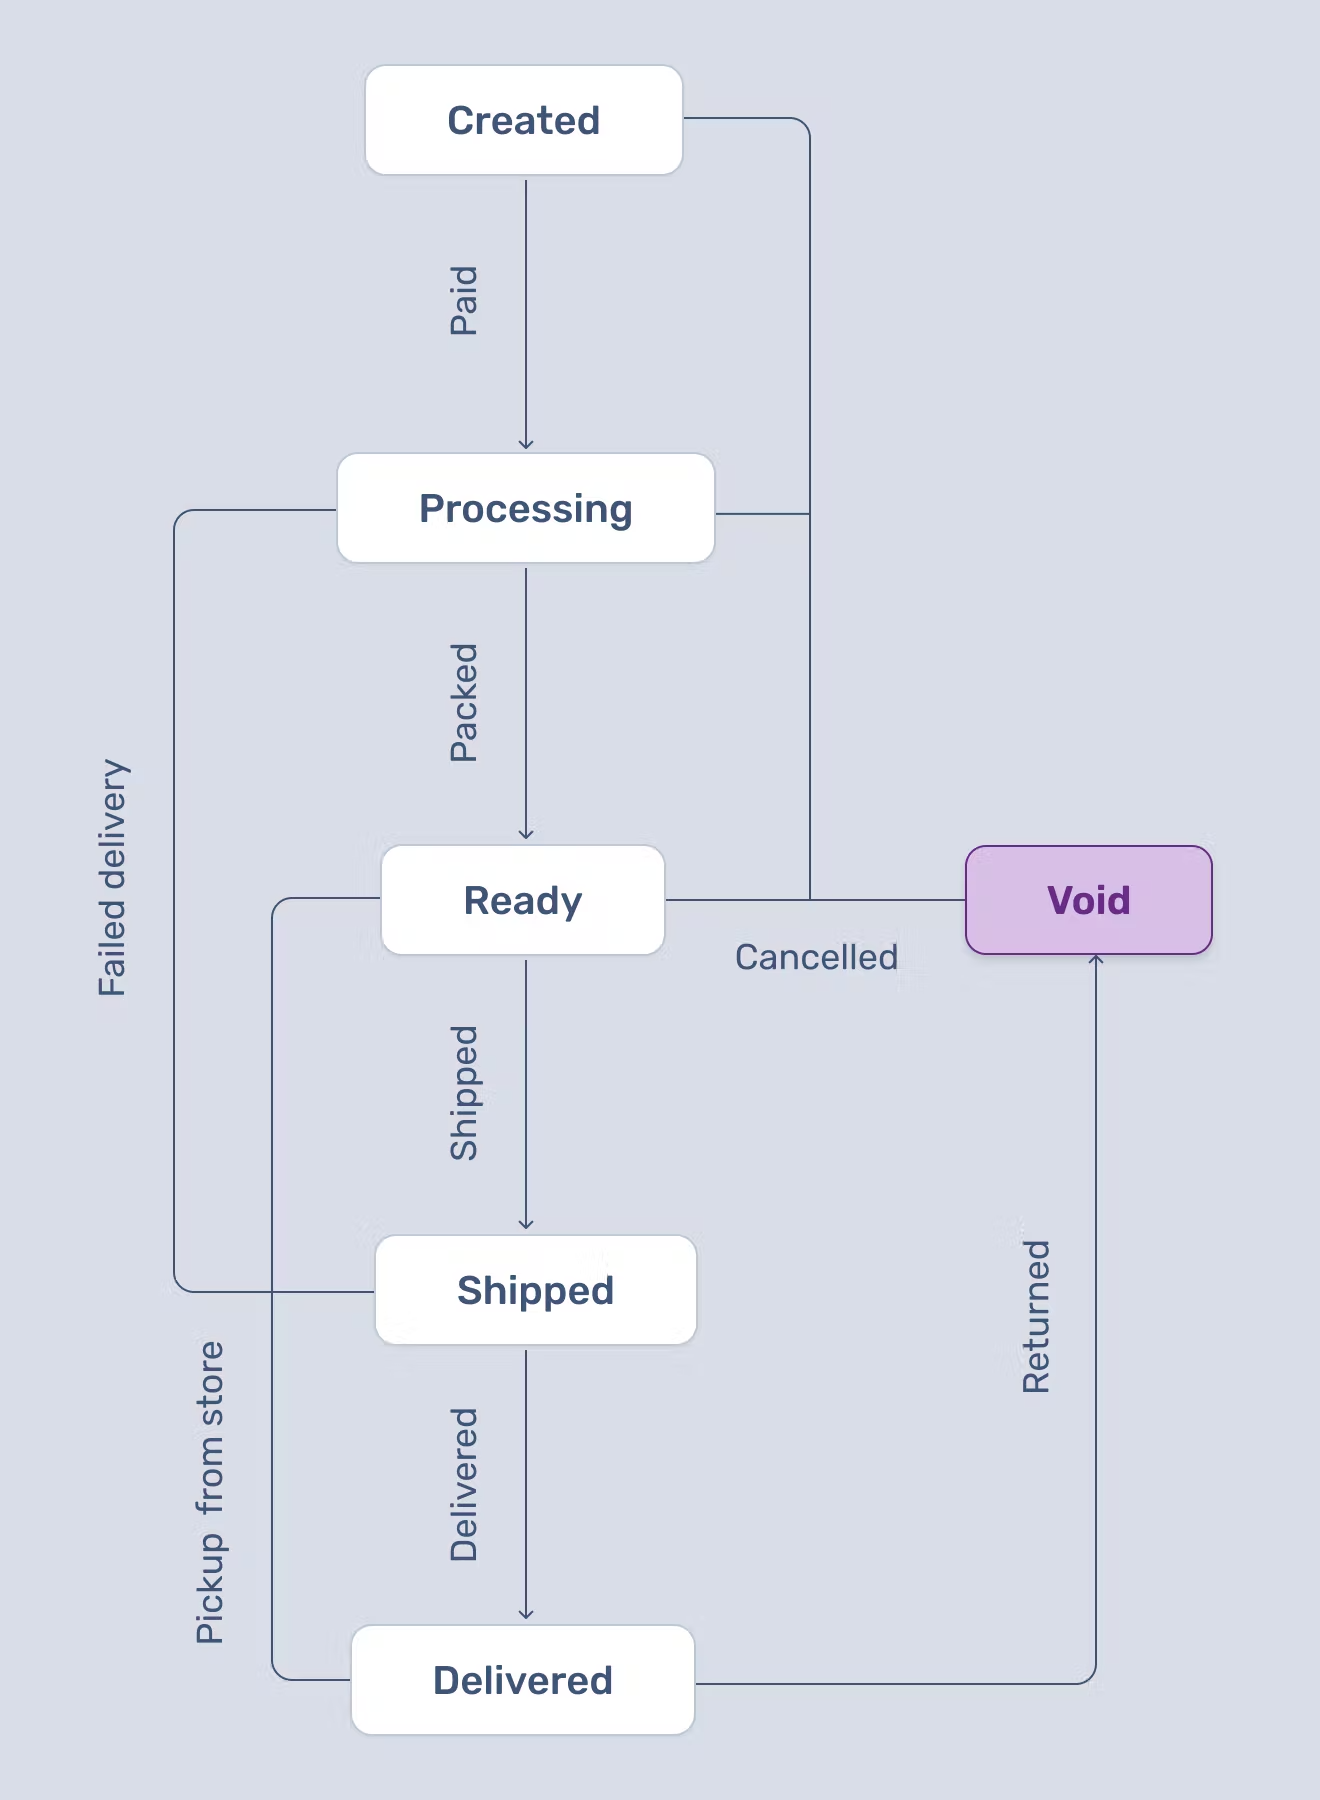 Created
Paid
Processing
Packed
Failed delivery
Ready
Void
Cancelled
Shipped
Shipped
Returned
Pickup from store
Delivered
Delivered